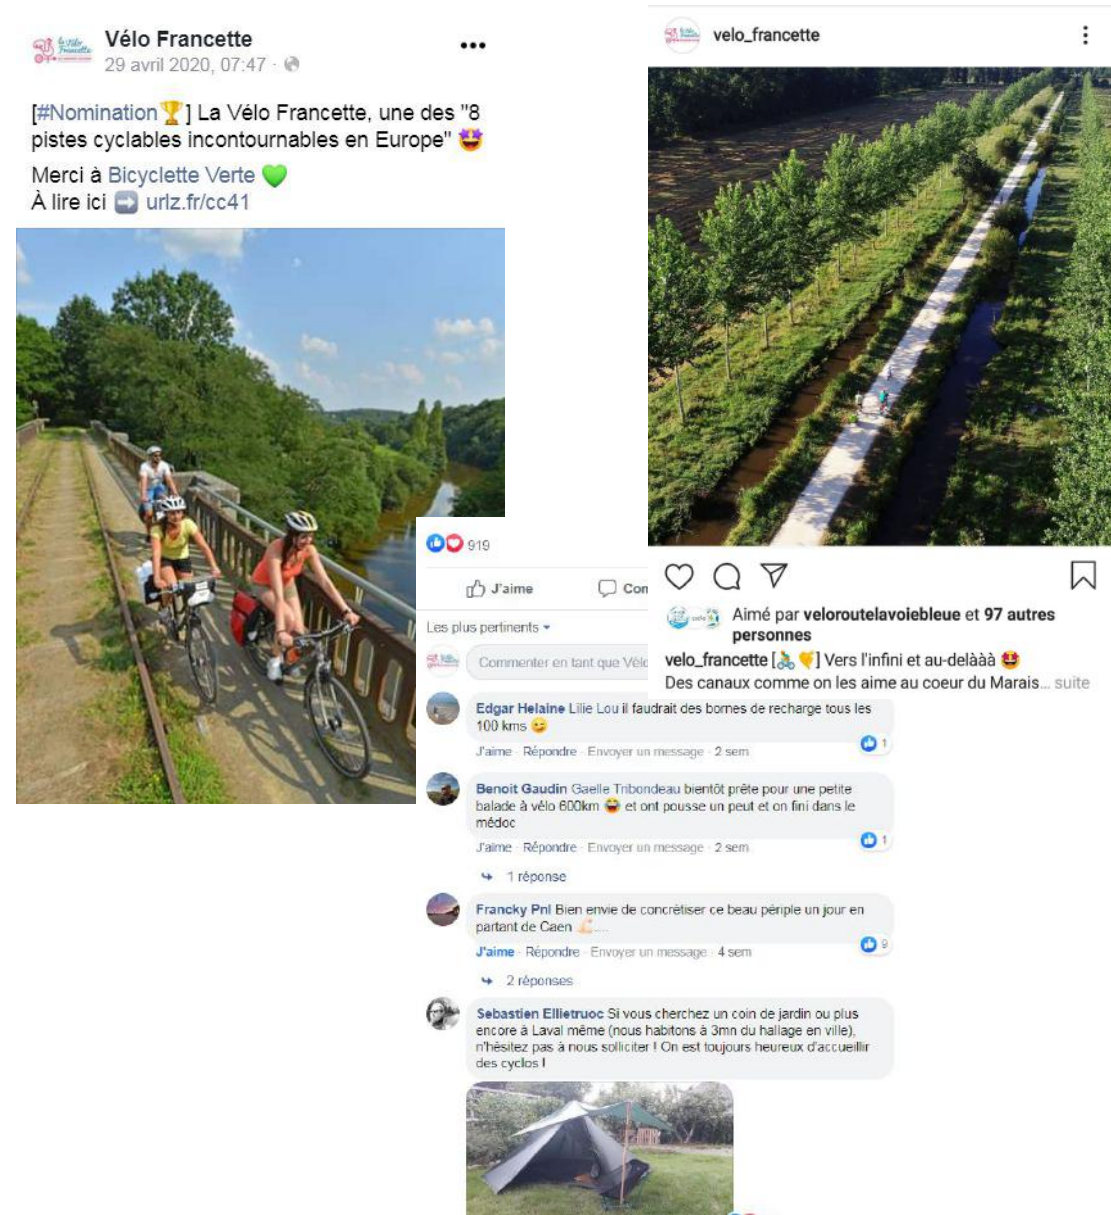 Vélo Francette
29 avril 2020, 07:47 ·
[#Nomination🏆] La Vélo Francette, une des "8
pistes cyclables incontournables en Europe" 🤩
Merci à Bicyclette Verte 💚
À lire ici ➡️ urlz.fr/cc41
919
J'aime
Com
Les plus pertinents
Commenter en tant que Vélo
Edgar Helaine Lilie Lou il faudrait des bornes de recharge tous les
100 kms 😉
J'aime · Répondre · Envoyer un message · 2 sem
1
Benoit Gaudin Gaelle Tribondeau bientôt prête pour une petite
balade à vélo 600km 😂 et ont pousse un peut et on fini dans le
médoc
J'aime · Répondre · Envoyer un message · 2 sem
1
1 réponse
Francky Pnl Bien envie de concrétiser ce beau périple un jour en
partant de Caen 💪🏻....
J'aime · Répondre · Envoyer un message · 4 sem
9
2 réponses
Sebastien Ellietruoc Si vous cherchez un coin de jardin ou plus
encore à Laval même (nous habitons à 3mn du hallage en ville),
n'hésitez pas à nous solliciter ! On est toujours heureux d'accueillir
des cyclos !
velo_francette
Aimé par veloroutelavoiebleue et 97 autres
personnes
velo_francette [🚴💛] Vers l'infini et au-delààà 🤩
Des canaux comme on les aime au coeur du Marais... suite